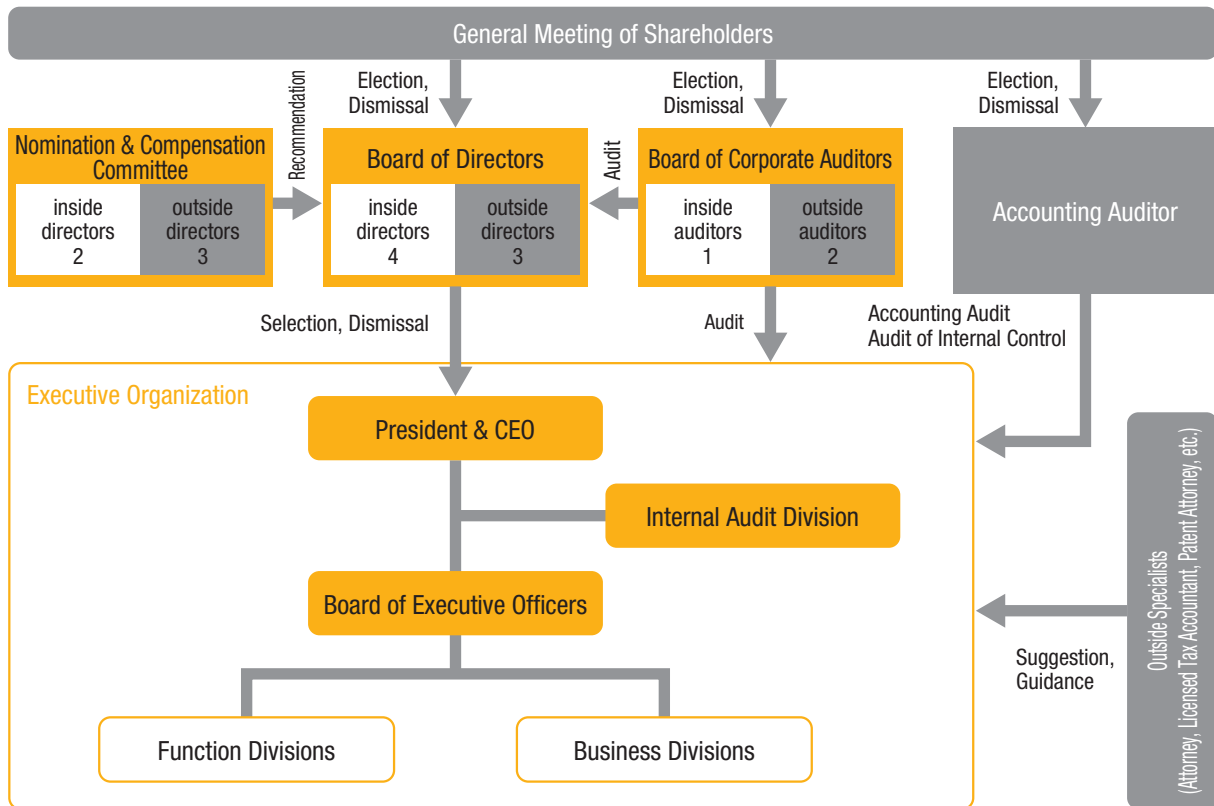 General Meeting of Shareholders
Election,
Dismissal
Election,
Dismissal
Election,
Dismissal
Recommendation
Nomination & Compensation
Committee
inside
directors
2
outside
directors
3
Board of Directors
inside
directors
4
outside
directors
3
Audit
Board of Corporate Auditors
inside
auditors
1
outside
auditors
2
Accounting Auditor
Selection, Dismissal
Audit
Accounting Audit
Audit of Internal Control
Executive Organization
President & CEO
Internal Audit Division
Board of Executive Officers
Function Divisions
Business Divisions
Suggestion,
Guidance
Outside Specialists
(Attorney, Licensed Tax Accountant, Patent Attorney, etc.)